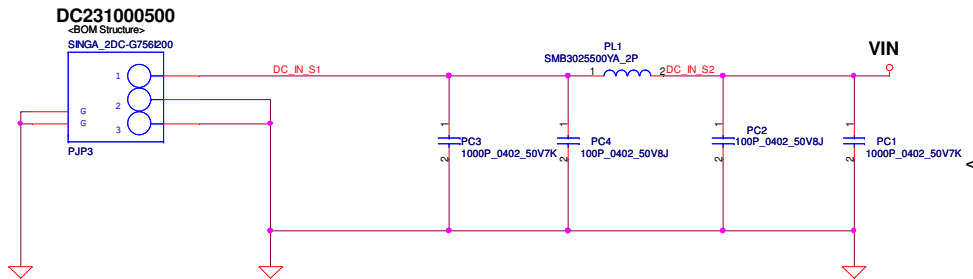 DC231000500
<BOM Structure>
SINGA_2DC-G756I200
1
2
3
G
G
PJP3
DC_IN_S1
PL1
SMB3025500YA_2P
1
2
DC_IN_S2
VIN
1
2
PC3
1000P_0402_50V7K
1
2
PC4
100P_0402_50V8J
1
2
PC2
100P_0402_50V8J
1
2
PC1
1000P_0402_50V7K
<